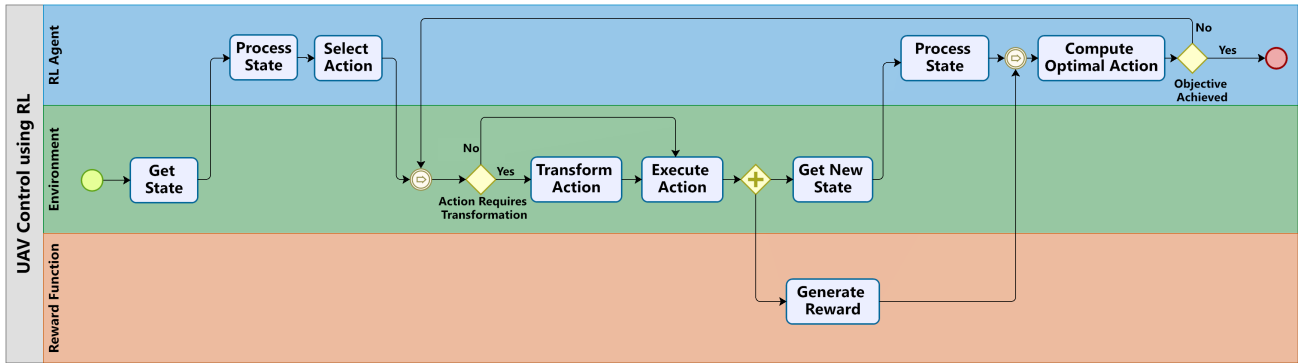 UAV Control using RL
RL Agent
Process
State
Select
Action
Process
State
Compute
Optimal Action
No
Yes
Objective
Achieved
Environment
Get
State
No
Yes
Action Requires
Transformation
Transform
Action
Execute
Action
Get New
State
Reward Function
Generate
Reward